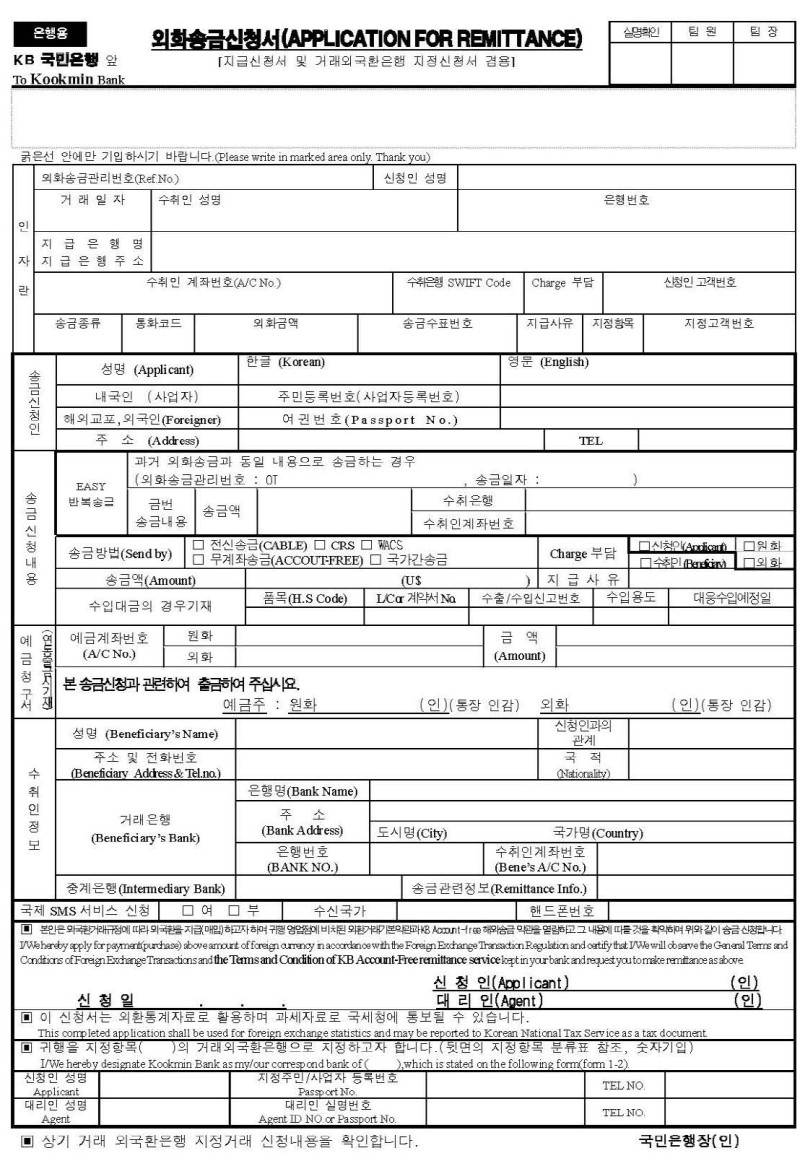 은행용
외화송금신청서(APPLICATION FOR REMITTANCE)
실명확인 팀 원 팀 장
KB 국민은행 앞
[지급신청서 및 거래외국환은행 지정신청서 겸용]
To Kookmin Bank
굵은선 안에만 기입하시기 바랍니다.(Please write in marked area only. Thank you)
인 자 란
외화송금관리번호(Ref.No.) 신청인 성명
거 래 일 자 수취인 성명 은행번호
지 급 은 행 명
지 급 은 행 주 소
수취인 계좌번호(A/C No.) 수취은행 SWIFT Code Charge 부담 신청인 고객번호
송금종류 통화코드 외화금액 송금수표번호 지급사유 지정항목 지정고객번호
송금신청인
성명 (Applicant) 한글 (Korean) 영문 (English)
내국인 (사업자) 주민등록번호(사업자등록번호)
해외교포,외국인(Foreigner) 여권번호(Passport No.)
주 소 (Address) TEL
송금신청내용
EASY
반복송금
과거 외화송금과 동일 내용으로 송금하는 경우
(외화송금관리번호 : OT , 송금일자 : )
금번
송금내용
송금액 수취은행
수취인계좌번호
송금방법(Send by) □ 전신송금(CABLE) □ CRS □ WACS
□ 무계좌송금(ACCOUT-FREE) □ 국가간송금
Charge 부담 □신청인(Applicant) □원화
□수취인(Beneficiary) □외화
송금액(Amount) (U$ ) 지 급 사 유
수입대금의 경우기재 품목(H.S Code) L/C or 계약서 No. 수출/수입신고번호 수입용도 대응수입예정일
예금청구서
(연동출금시기재)
예금계좌번호
(A/C No.)
원화
외화
금 액
(Amount)
본 송금신청과 관련하여 출금하여 주십시요.
예금주 : 원화 (인)(통장 인감) 외화 (인)(통장 인감)
수취인정보
성명 (Beneficiary's Name) 신청인과의
관계
주소 및 전화번호
(Beneficiary Address & Tel.no.)
국 적
(Nationality)
거래은행
(Beneficiary's Bank)
은행명(Bank Name)
주 소
(Bank Address)
도시명(City) 국가명(Country)
은행번호
(BANK NO.)
수취인계좌번호
(Bene's A/C No.)
중계은행(Intermediary Bank) 송금관련정보(Remittance Info.)
국제 SMS 서비스 신청 □ 여 □ 부 수신국가 핸드폰번호
▣ 본인은 외국환거래규정에 따라 외국환을 지급(매입)하고자 하며 귀행 영업점에 비치된 외환거래기본약관과 KB Account-free 해외송금 약관을 열람하고 그 내용에 따를 것을 확약하며 위와 같이 송금 신청합니다.
I/We hereby apply for payment(purchase) above amount of foreign currency in accordance with the Foreign Exchange Transaction Regulation and certify that I/We will observe the General Terms and
Conditions of Foreign Exchange Transactions and the Terms and Condition of KB Account-Free remittance service kept in your bank and request you to make remittance as above.
신 청 인(Applicant) (인)
신 청 일 . . . 대 리 인(Agent) (인)
▣ 이 신청서는 외환통계자료로 활용하며 과세자료로 국세청에 통보될 수 있습니다.
This completed application shall be used for foreign exchange statistics and may be reported to Korean National Tax Service as a tax document.
▣ 귀행을 지정항목( )의 거래외국환은행으로 지정하고자 합니다.(뒷면의 지정항목 분류표 참조, 숫자기입)
I/We hereby designate Kookmin Bank as my/our correspond bank of ( ),which is stated on the following form(form 1-2).
신청인 성명
Applicant
지정주민/사업자 등록번호
Passport No.
TEL NO.
대리인 성명
Agent
대리인 실명번호
Agent ID NO or Passport No.
TEL NO.
▣ 상기 거래 외국환은행 지정거래 신청내용을 확인합니다. 국민은행장(인)